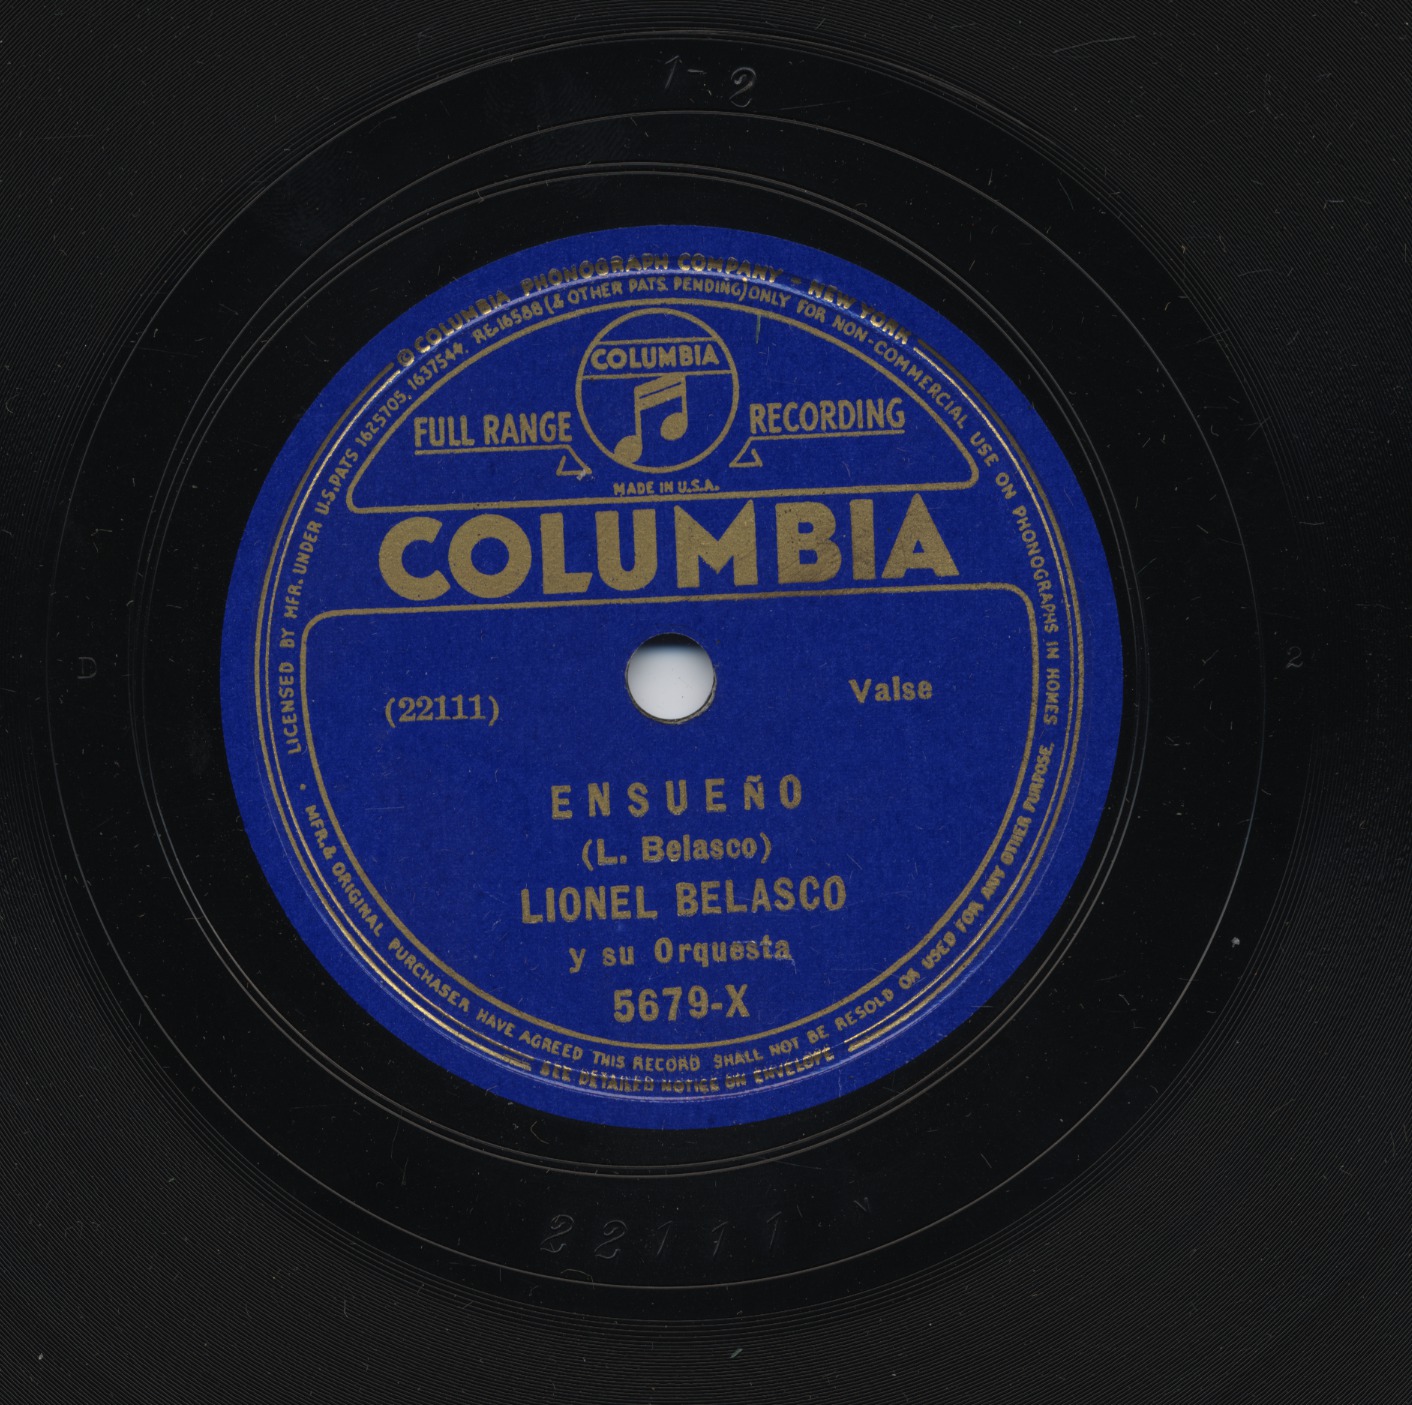 1-2
© COLUMBIA PHONOGRAPH COMPANY - NEW YORK
LICENSED BY MFR. UNDER U.S. PATS 1625705, 1637544, RE. 16588 (& OTHER PATS. PENDING) ONLY FOR NON-COMMERCIAL USE ON PHONOGRAPHS IN HOMES
COLUMBIA
FULL RANGE RECORDING
MADE IN U.S.A.
COLUMBIA
D 2
(22111) Valse
ENSUEÑO
(L. Belasco)
LIONEL BELASCO
y su Orquesta
5679-X
MFR. & ORIGINAL PURCHASER HAVE AGREED THIS RECORD SHALL NOT BE RESOLD OR USED FOR ANY OTHER PURPOSE.
SEE DETAILED NOTICE ON ENVELOPE
22111